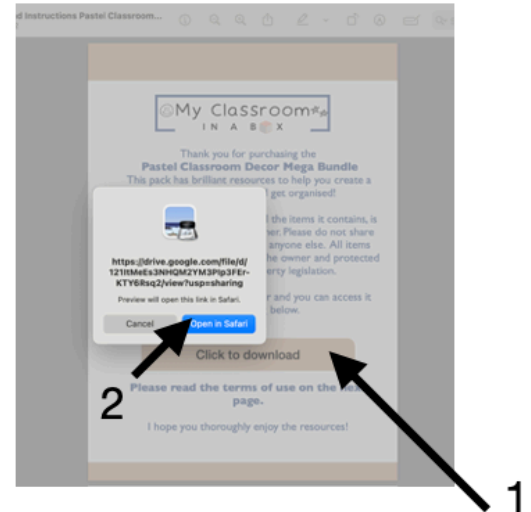 d Instructions Pastel Classroom...
My Classroom
IN A BOX
Thank you for purchasing the
Pastel Classroom Decor Mega Bundle
This pack has brilliant resources to help you create a
get organised!
the items it contains, is
Please do not share
anyone else. All items
he owner and protected
erty legislation.
and you can access it
below.
https://drive.google.com/file/d/
121ItMeEs3NHQM2YM3Pip3FEr-
KTY6Rsq2/view?usp=sharing
Preview will open this link in Safari.
Cancel
Open in Safari
Click to download
2
Please read the terms of use on the next
page.
I hope you thoroughly enjoy the resources!
1